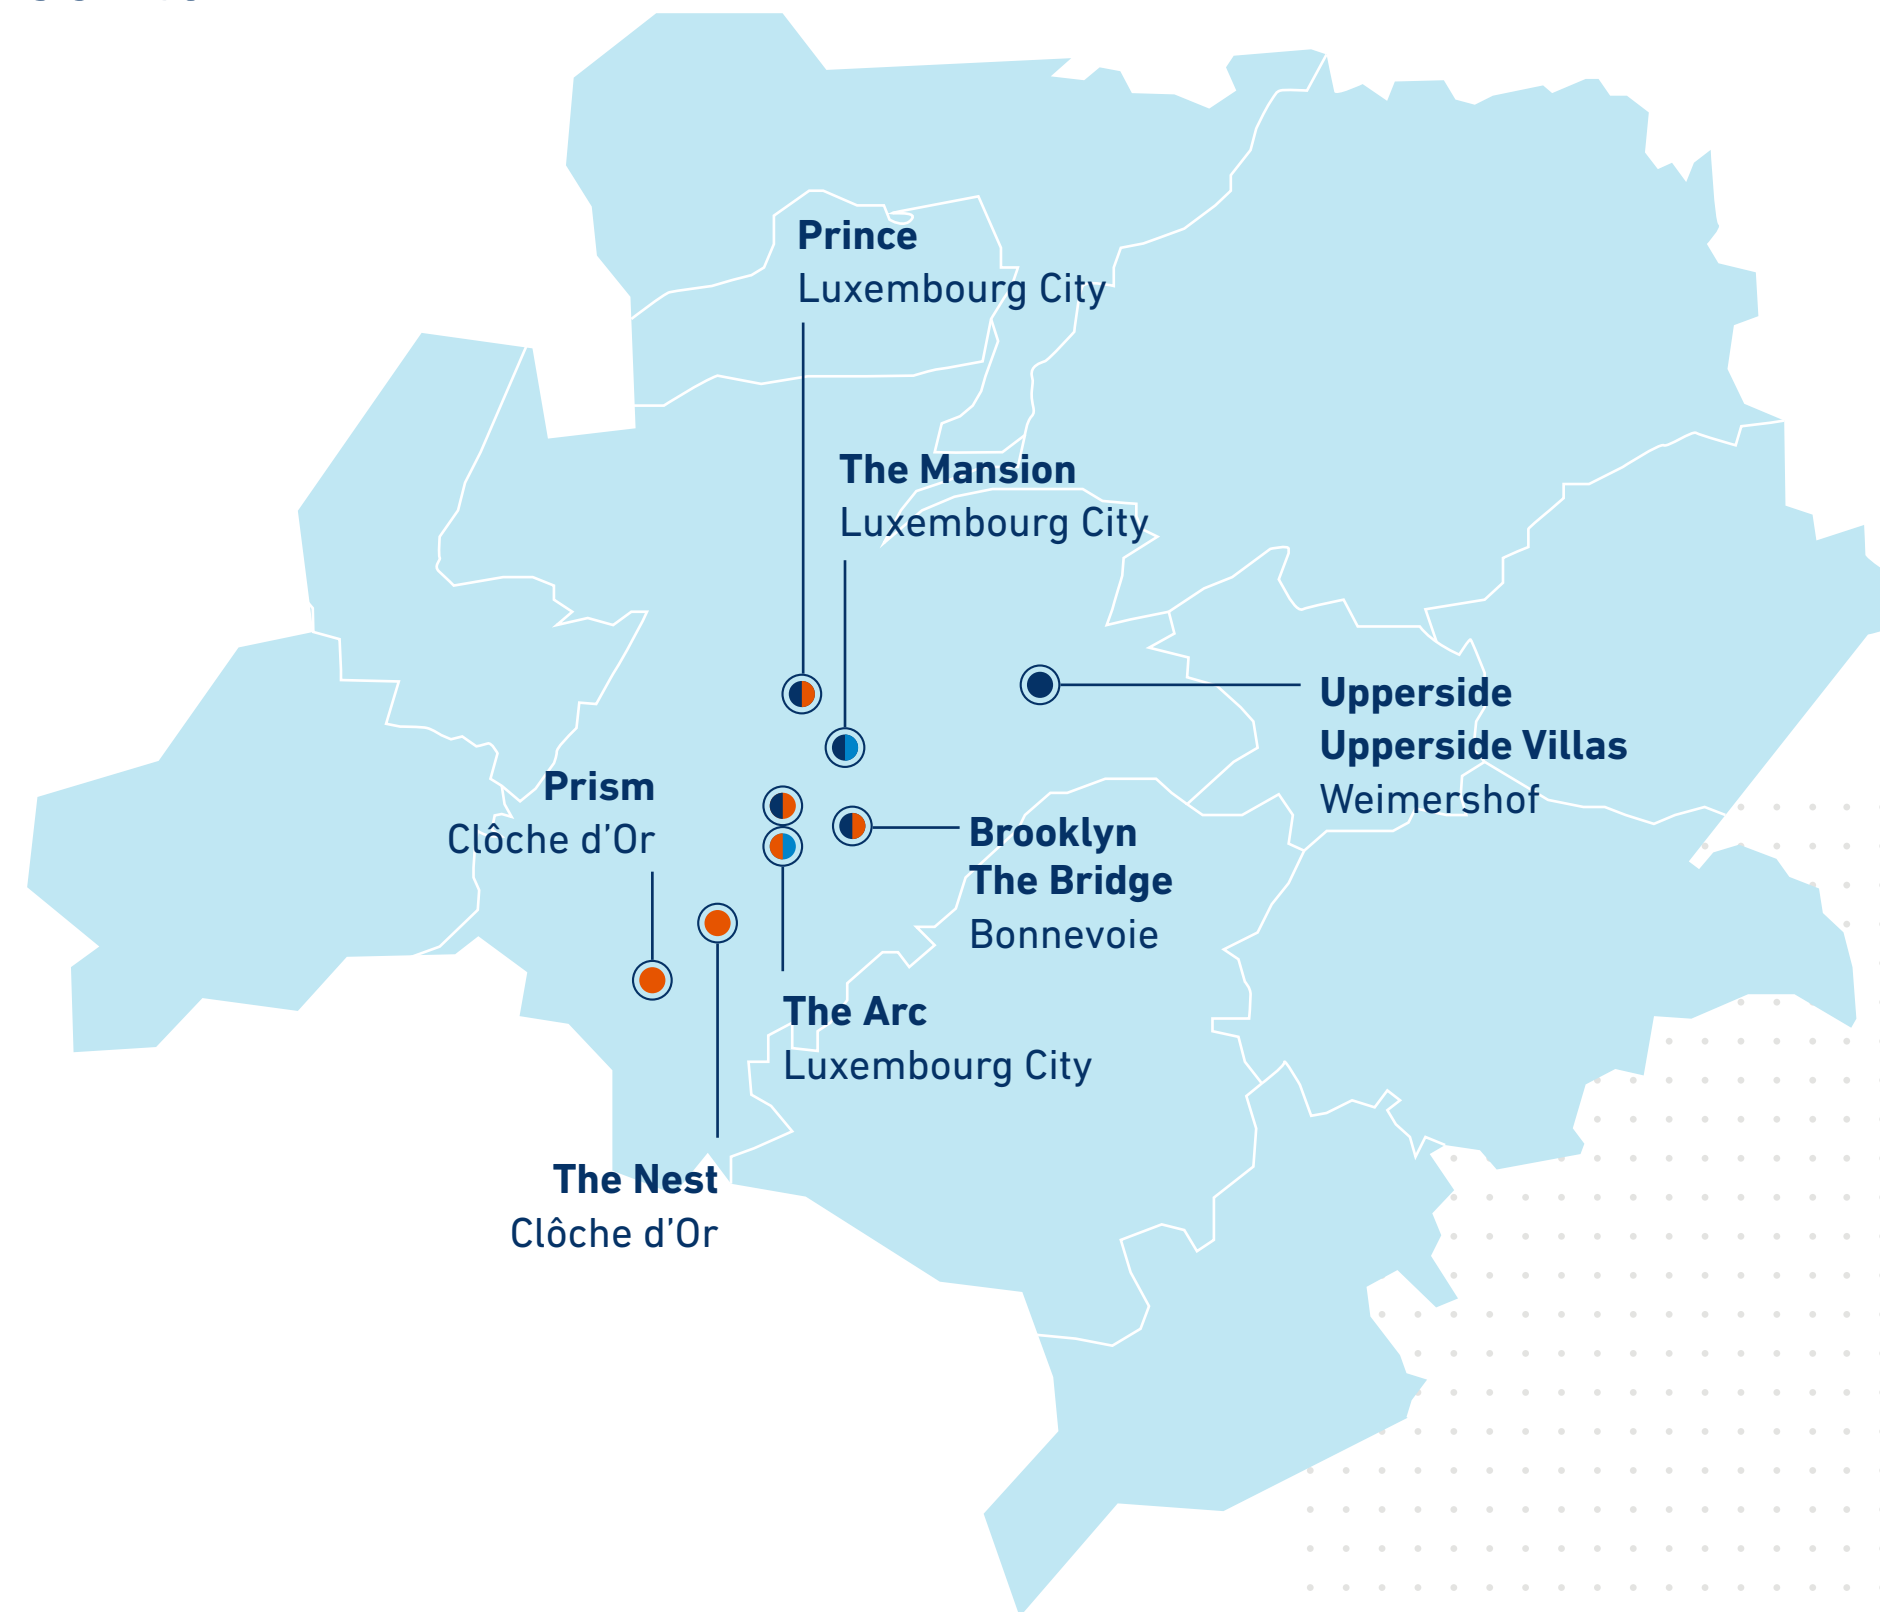 Prince
Luxembourg City
The Mansion
Luxembourg City
Upperside
Upperside Villas
Weimershof
Prism
Clôche d’Or
Brooklyn
The Bridge
Bonnevoie
The Arc
Luxembourg City
The Nest
Clôche d’Or